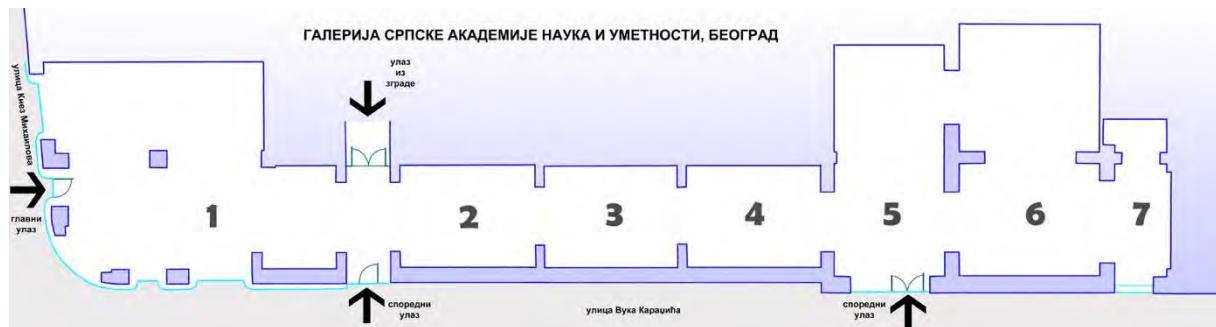 ГАЛЕРИЈА СРПСКЕ АКАДЕМИЈЕ НАУКА И УМЕТНОСТИ, БЕОГРАД
улица Кнез Михаилова
улаз
из
зграде
главни
улаз
1
2
3
4
5
6
7
споредни
улаз
улица Вука Караџића
споредни
улаз